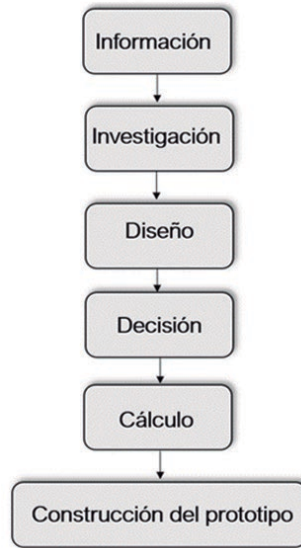 Información
Investigación
Diseño
Decisión
Cálculo
Construcción del prototipo